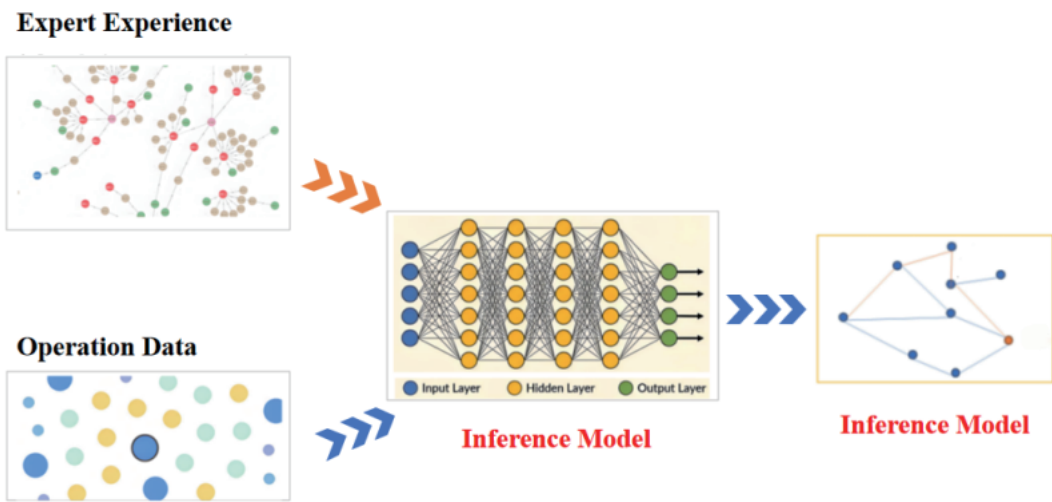 Expert Experience
Operation Data
Input Layer
Hidden Layer
Output Layer
Inference Model
Inference Model